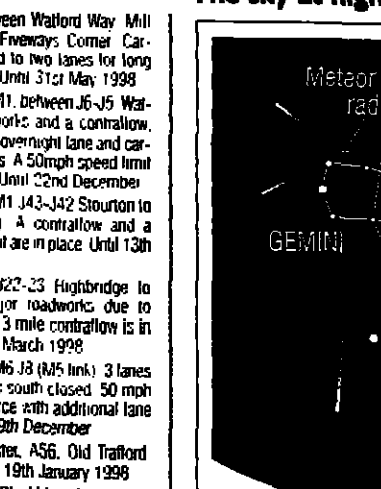 een Watford Way Mill
Fiveways Corner Car-
d to two lanes for long
Until 31st May 1998
11, between J6-J5 Wat-
orks and a contraflow,
overnight lane and car-
s A 50mph speed limit
Until 22nd December
M1 J43-J42 Stourton to
A contraflow and a
t are in place Until 13th
J22-23 Highbridge to
jor roadworks due to
3 mile contraflow is in
March 1998
M6 J8 (M5 link) 3 lanes
south closed 50 mph
rce with additional lane
9th December
ter, A56, Old Trafford
19th January 1998
The sky at nigh
Meteor
rad
GEMINI